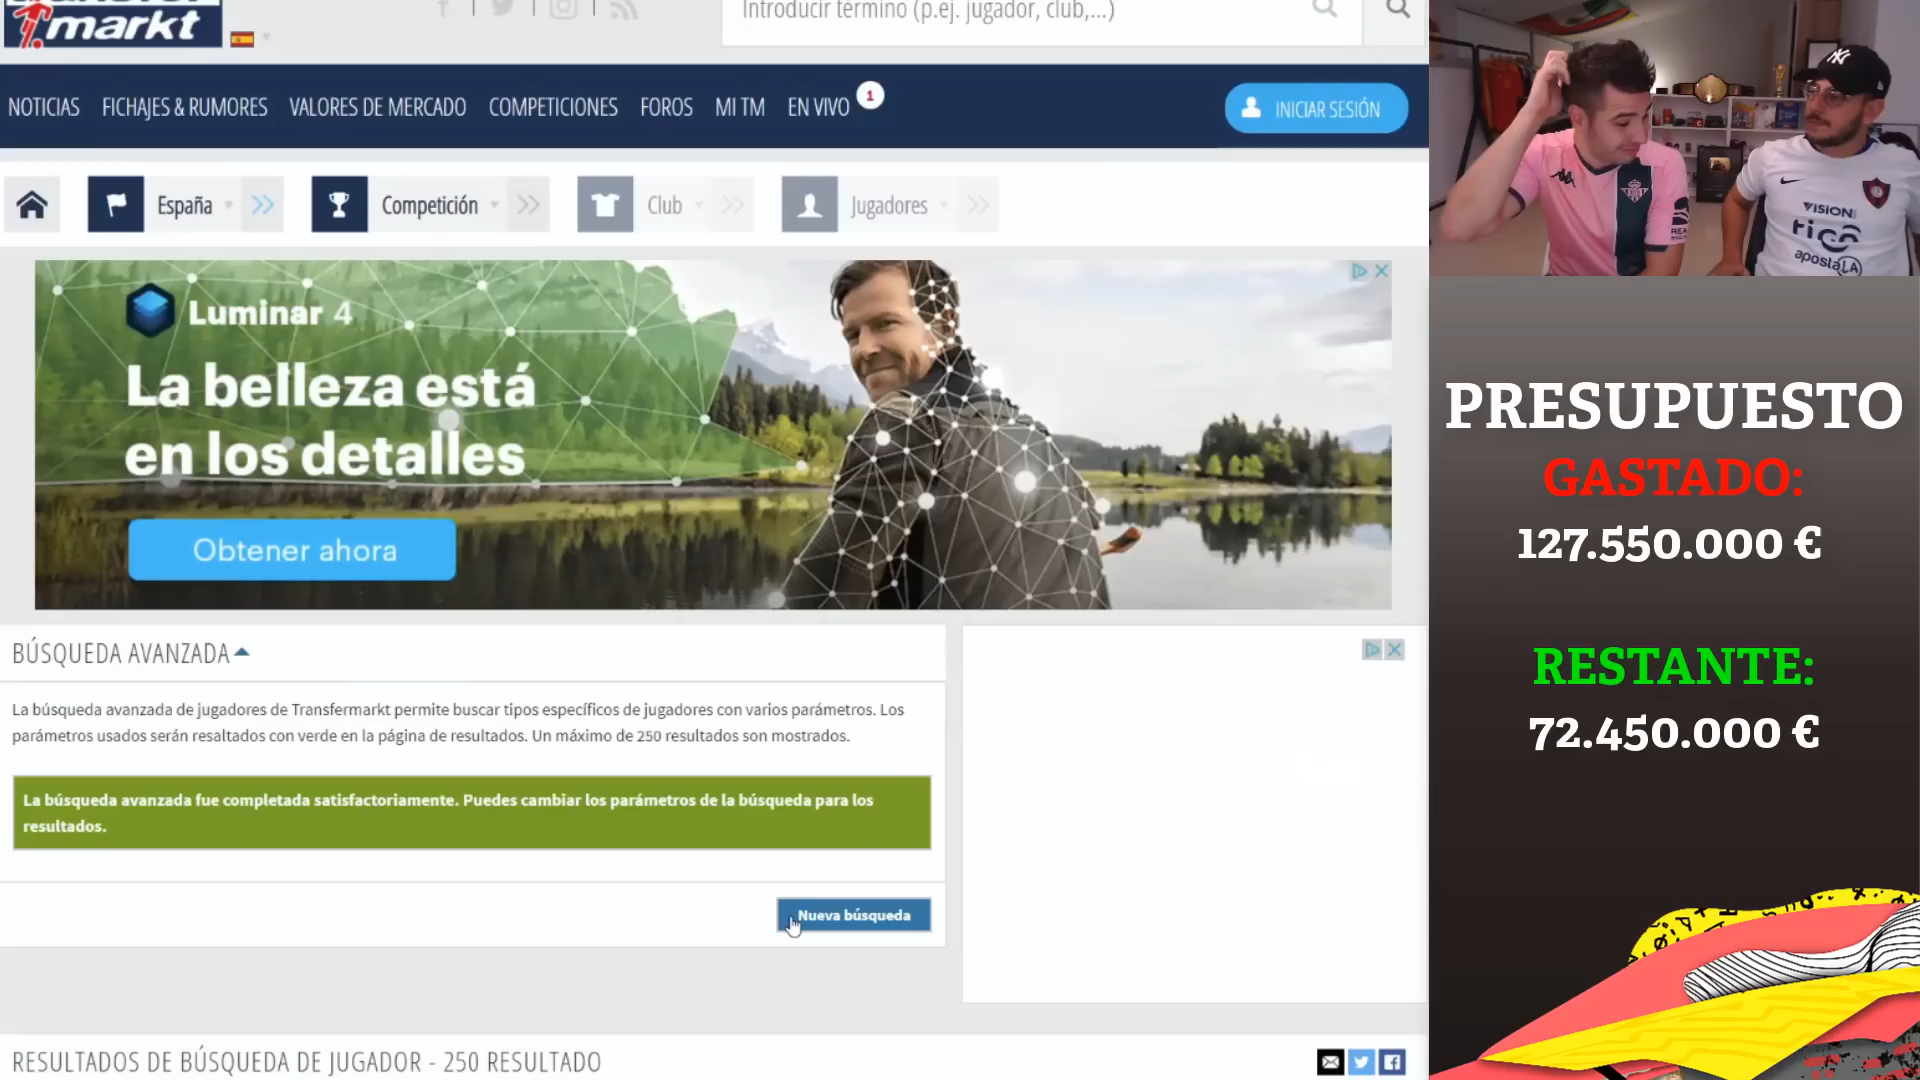 markt
Introducir término (p.ej. jugador, club,...)
NOTICIAS FICHAJES & RUMORES VALORES DE MERCADO COMPETICIONES FOROS MI TM EN VIVO 1
INICIAR SESIÓN
España Competición Club Jugadores
Luminar 4
La belleza está
en los detalles
Obtener ahora
BÚSQUEDA AVANZADA
La búsqueda avanzada de jugadores de Transfermarkt permite buscar tipos específicos de jugadores con varios parámetros. Los
parámetros usados serán resaltados con verde en la página de resultados. Un máximo de 250 resultados son mostrados.
La búsqueda avanzada fue completada satisfactoriamente. Puedes cambiar los parámetros de la búsqueda para los
resultados.
Nueva búsqueda
RESULTADOS DE BÚSQUEDA DE JUGADOR - 250 RESULTADO
VISION
tigo
apostaLA
PRESUPUESTO
GASTADO:
127.550.000 €
RESTANTE:
72.450.000 €